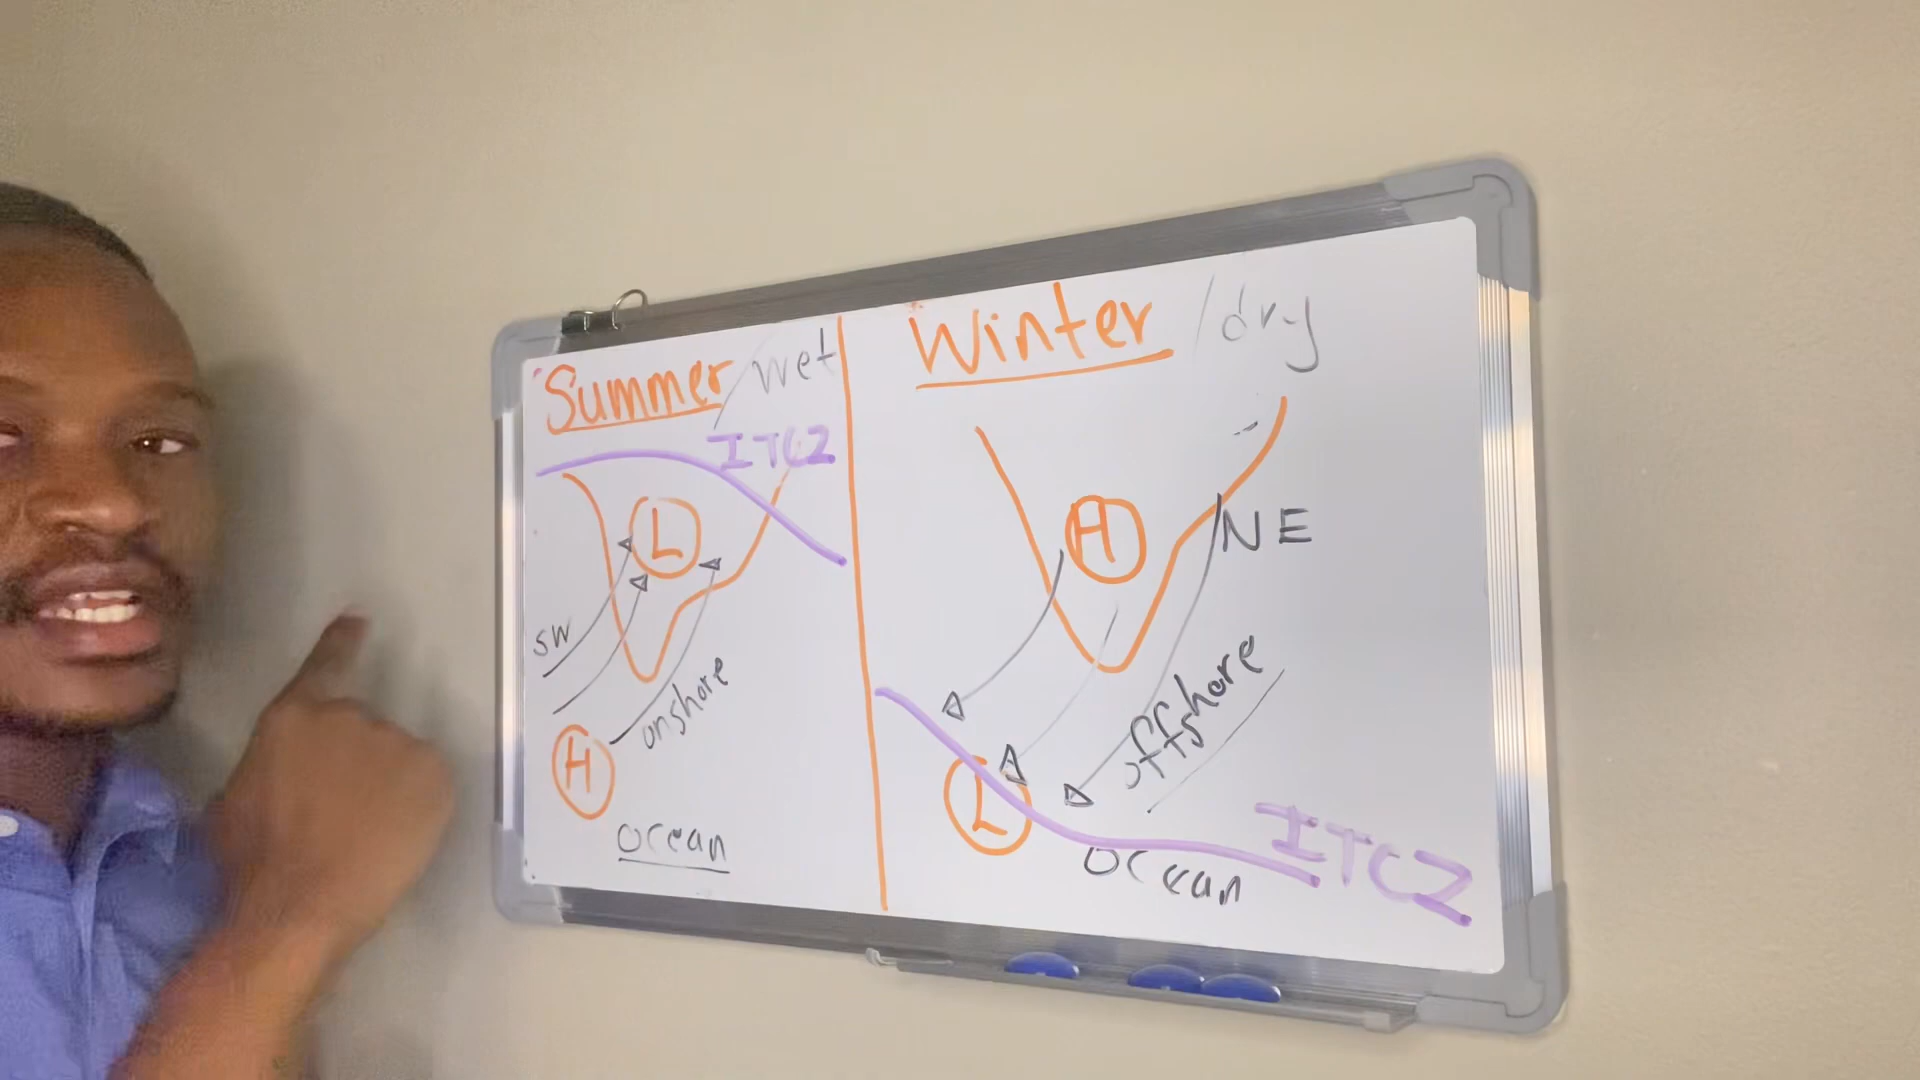 Summer/wet
ITCZ
L
SW
onshore
H
ocean
Winter/dry
H
NE
offshore
L
ocean
ITCZ